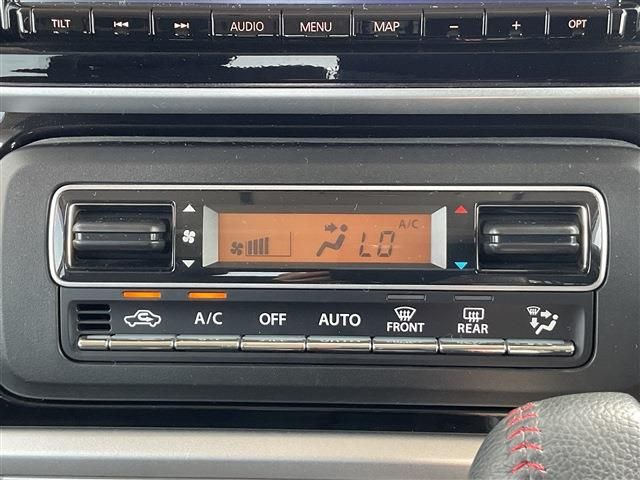 TILT AUDIO MENU MAP − + OPT
A/C
LO
A/C OFF AUTO FRONT REAR